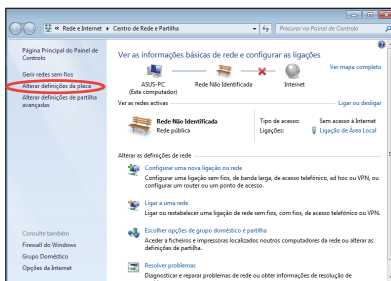 Rede e Internet
Centro de Rede e Partilha
Procurar no Painel de Controlo
Página Principal do Painel de
Controlo
Gerir redes sem fios
Alterar definições da placa
Alterar definições de partilha
avançadas
Consulte também
Firewall do Windows
Grupo Doméstico
Opções da Internet
Ver as informações básicas de rede e configurar as ligações
Ver mapa completo
ASUS-PC
(Este computador)
Rede Não Identificada
Internet
Ver as redes activas
Ligar ou desligar
Rede Não Identificada
Rede pública
Tipo de acesso: Sem acesso à Internet
Ligações: Ligação de Área Local
Alterar as definições de rede
Configurar uma nova ligação ou rede
Configurar uma ligação sem fios, de banda larga, de acesso telefónico, ad hoc ou VPN, ou
configurar um router ou um ponto de acesso.
Ligar a uma rede
Ligar ou restabelecer uma ligação de rede sem fios, com fios, de acesso telefónico ou VPN.
Escolher opções de grupo doméstico e partilha
Aceder a ficheiros e impressoras localizados noutros computadores da rede ou alterar as
definições de partilha.
Resolver problemas
Diagnosticar e reparar problemas de rede ou obter informações de resolução de